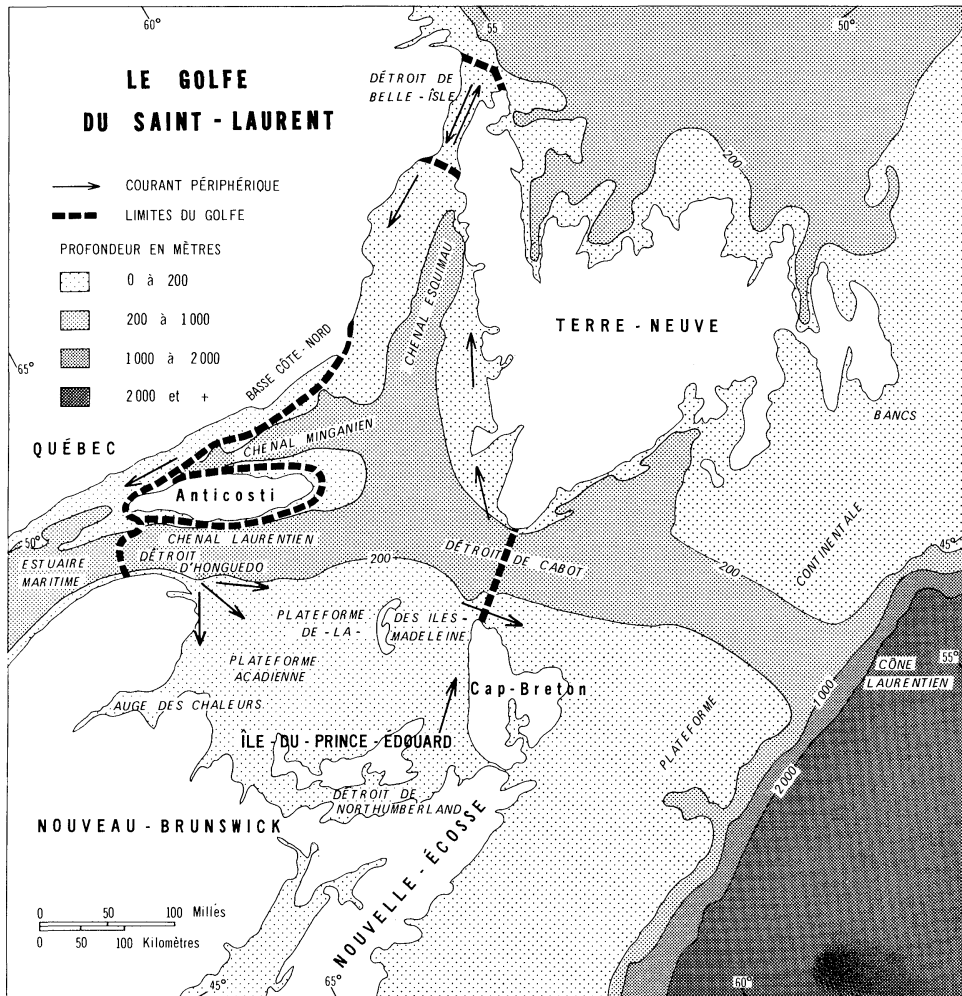 60°
55
50°
LE GOLFE
DU SAINT-LAURENT
DÉTROIT DE
BELLE-ÎSLE
COURANT PÉRIPHÉRIQUE
LIMITES DU GOLFE
PROFONDEUR EN MÈTRES
0 à 200
200 à 1000
1000 à 2000
2000 et +
200
CHENAL ESQUIMAU
TERRE-NEUVE
65°
BASSE CÔTE-NORD
BANCS
QUÉBEC
CHENAL MINGANIEN
Anticosti
CHENAL LAURENTIEN
50°
ESTUAIRE
MARITIME
DÉTROIT
D'HONGUEDO
200
DÉTROIT DE CABOT
200
CONTINENTALE
45°
PLATEFORME
DE-LA-
DES ILES-
MADELEINE
PLATEFORME
ACADIENNE
55°
CÔNE
LAURENTIEN
Cap-Breton
1000
AUGE DES CHALEURS
PLATEFORME
ÎLE-DU-PRINCE-ÉDOUARD
2000
DÉTROIT DE
NORTHUMBERLAND
NOUVEAU-BRUNSWICK
NOUVELLE-ÉCOSSE
0 50 100 Milles
0 50 100
Kilomètres
45°
65°
60°